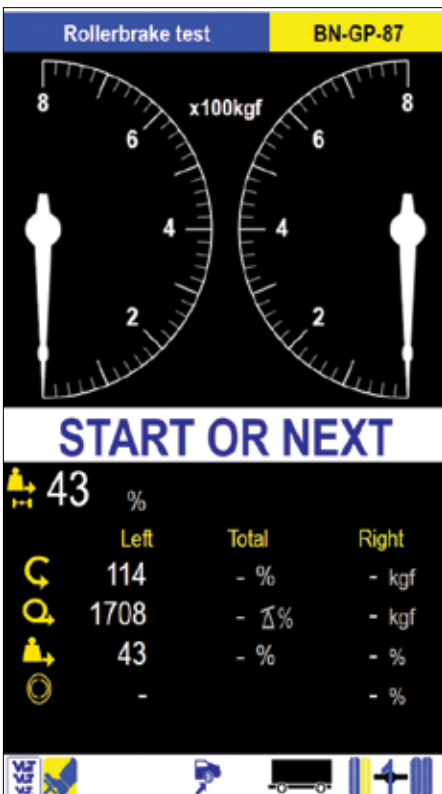 Rollerbrake test BN-GP-87
8 x100kgf 8
6 6
4 4
2 2
START OR NEXT
43 %
Left Total Right
114 - % - kgf
1708 - % - kgf
43 - % - %
- - %